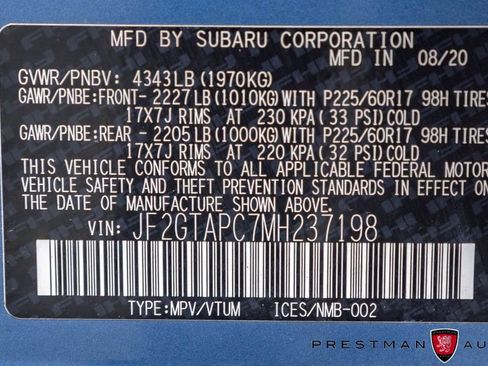 MFD BY SUBARU CORPORATION
MFD IN 08/20
GVWR/PNBV: 4343LB(1970KG)
GAWR/PNBE:FRONT- 2227LB(1010KG)WITH P225/60R17 98H TIRES
17X7J RIMS AT 230 KPA(33 PSI)COLD
GAWR/PNBE:REAR - 2205LB(1000KG)WITH P225/60R17 98H TIRES
17X7J RIMS AT 220 KPA(32 PSI)COLD
THIS VEHICLE CONFORMS TO ALL APPLICABLE FEDERAL MOTOR
VEHICLE SAFETY AND THEFT PREVENTION STANDARDS IN EFFECT ON
THE DATE OF MANUFACTURE SHOWN ABOVE.
VIN: JF2GTAPC7MH237198
TYPE:MPV/VTUM ICES/NMB-002
PRESTMAN AU